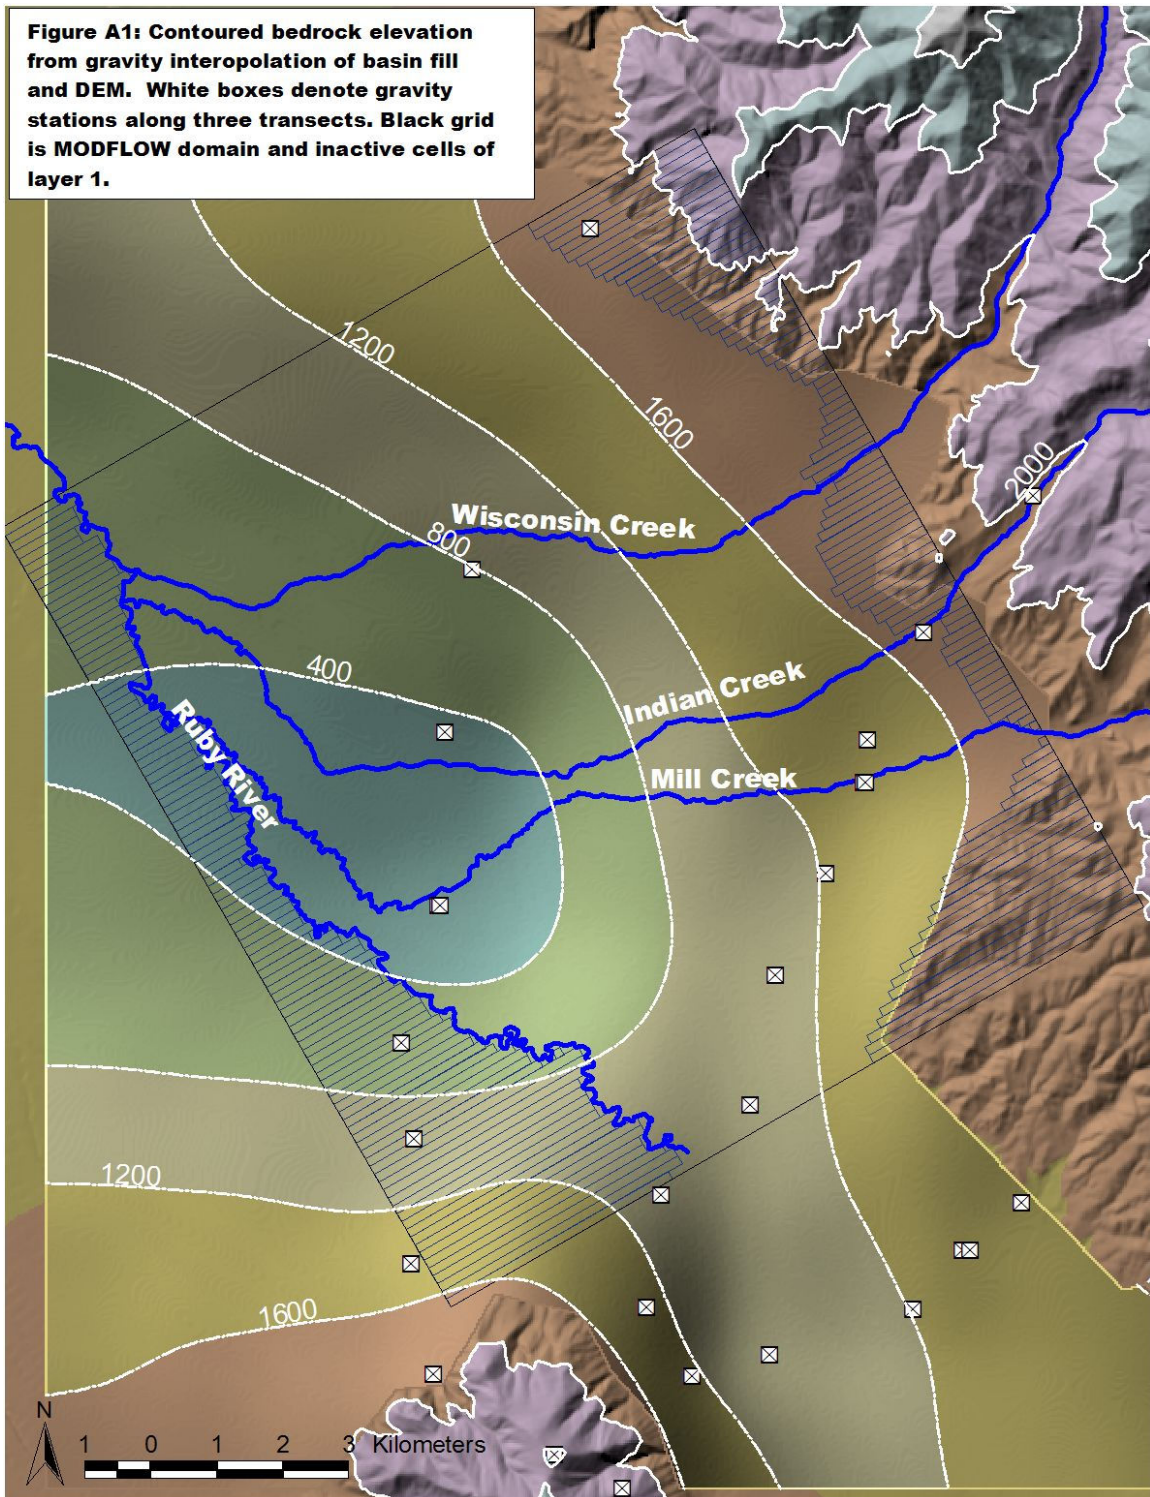 Figure A1: Contoured bedrock elevation
from gravity interpolation of basin fill
and DEM. White boxes denote gravity
stations along three transects. Black grid
is MODFLOW domain and inactive cells of
layer 1.
1200
1600
2000
Wisconsin Creek
800
400
Indian Creek
Ruby River
Mill Creek
1200
1600
N
1 0 1 2 3 Kilometers